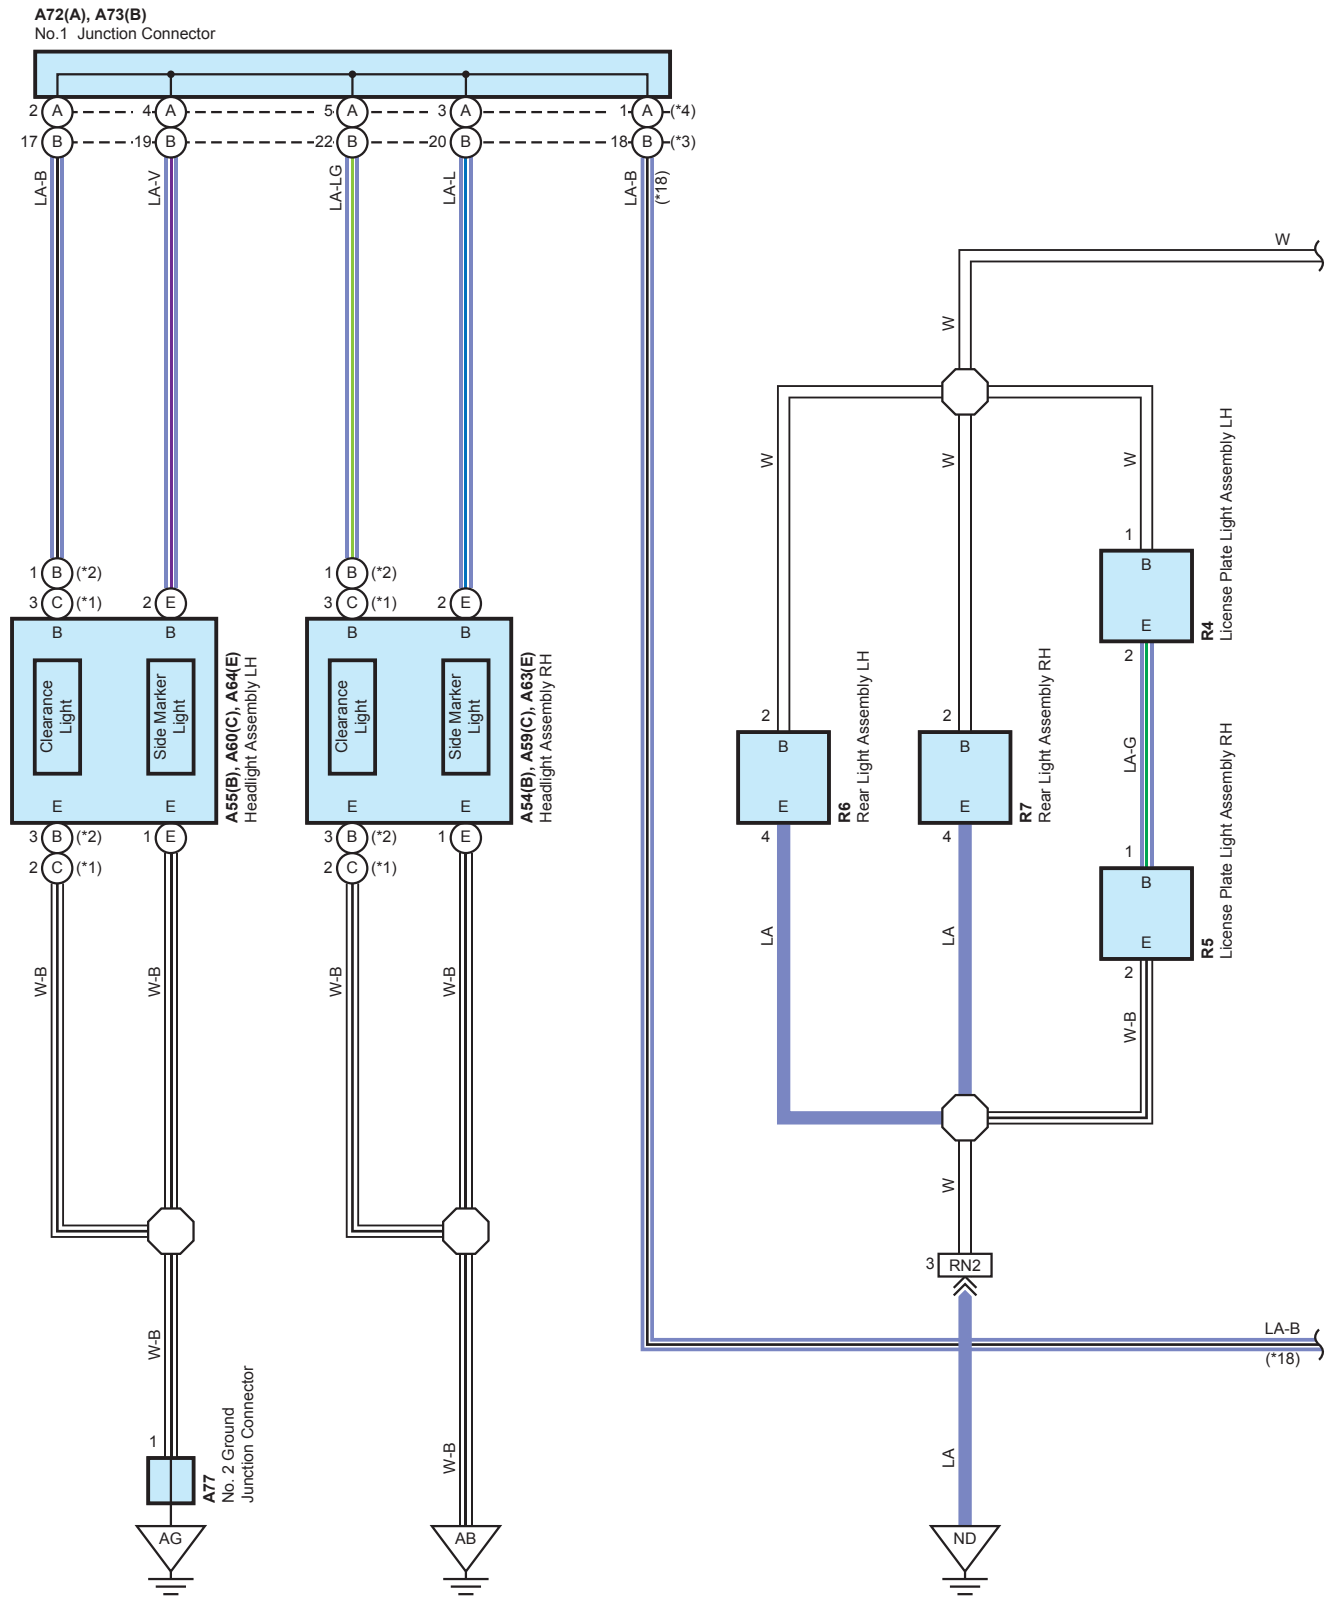 A72(A), A73(B)
No.1 Junction Connector
2 A 4 A 5 A 3 A 1 A (*4)
17 B 19 B 22 B 20 B 18 B (*3)
LA-B
LA-V
LA-LG
LA-L
LA-B
(*18)
W
W
W
W
W
1 B (*2)
3 C (*1)
2 E
B
B
Clearance
Light
Side Marker
Light
E
E
A55(B), A60(C), A64(E)
Headlight Assembly LH
3 B (*2)
2 C (*1)
1 E
W-B
W-B
W-B
1
A77
No. 2 Ground
Junction Connector
AG
1 B (*2)
3 C (*1)
2 E
B
B
Clearance
Light
Side Marker
Light
E
E
A54(B), A59(C), A63(E)
Headlight Assembly RH
3 B (*2)
2 C (*1)
1 E
W-B
W-B
W-B
AB
2
B
E
4
R6
Rear Light Assembly LH
LA
2
B
E
4
R7
Rear Light Assembly RH
LA
1
B
E
2
R4
License Plate Light Assembly LH
LA-G
1
B
E
2
R5
License Plate Light Assembly RH
W-B
W
3 RN2
LA-B
(*18)
LA
ND